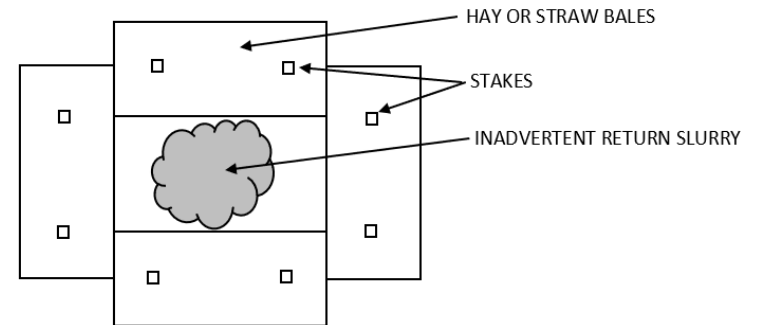 HAY OR STRAW BALES
STAKES
INADVERTENT RETURN SLURRY